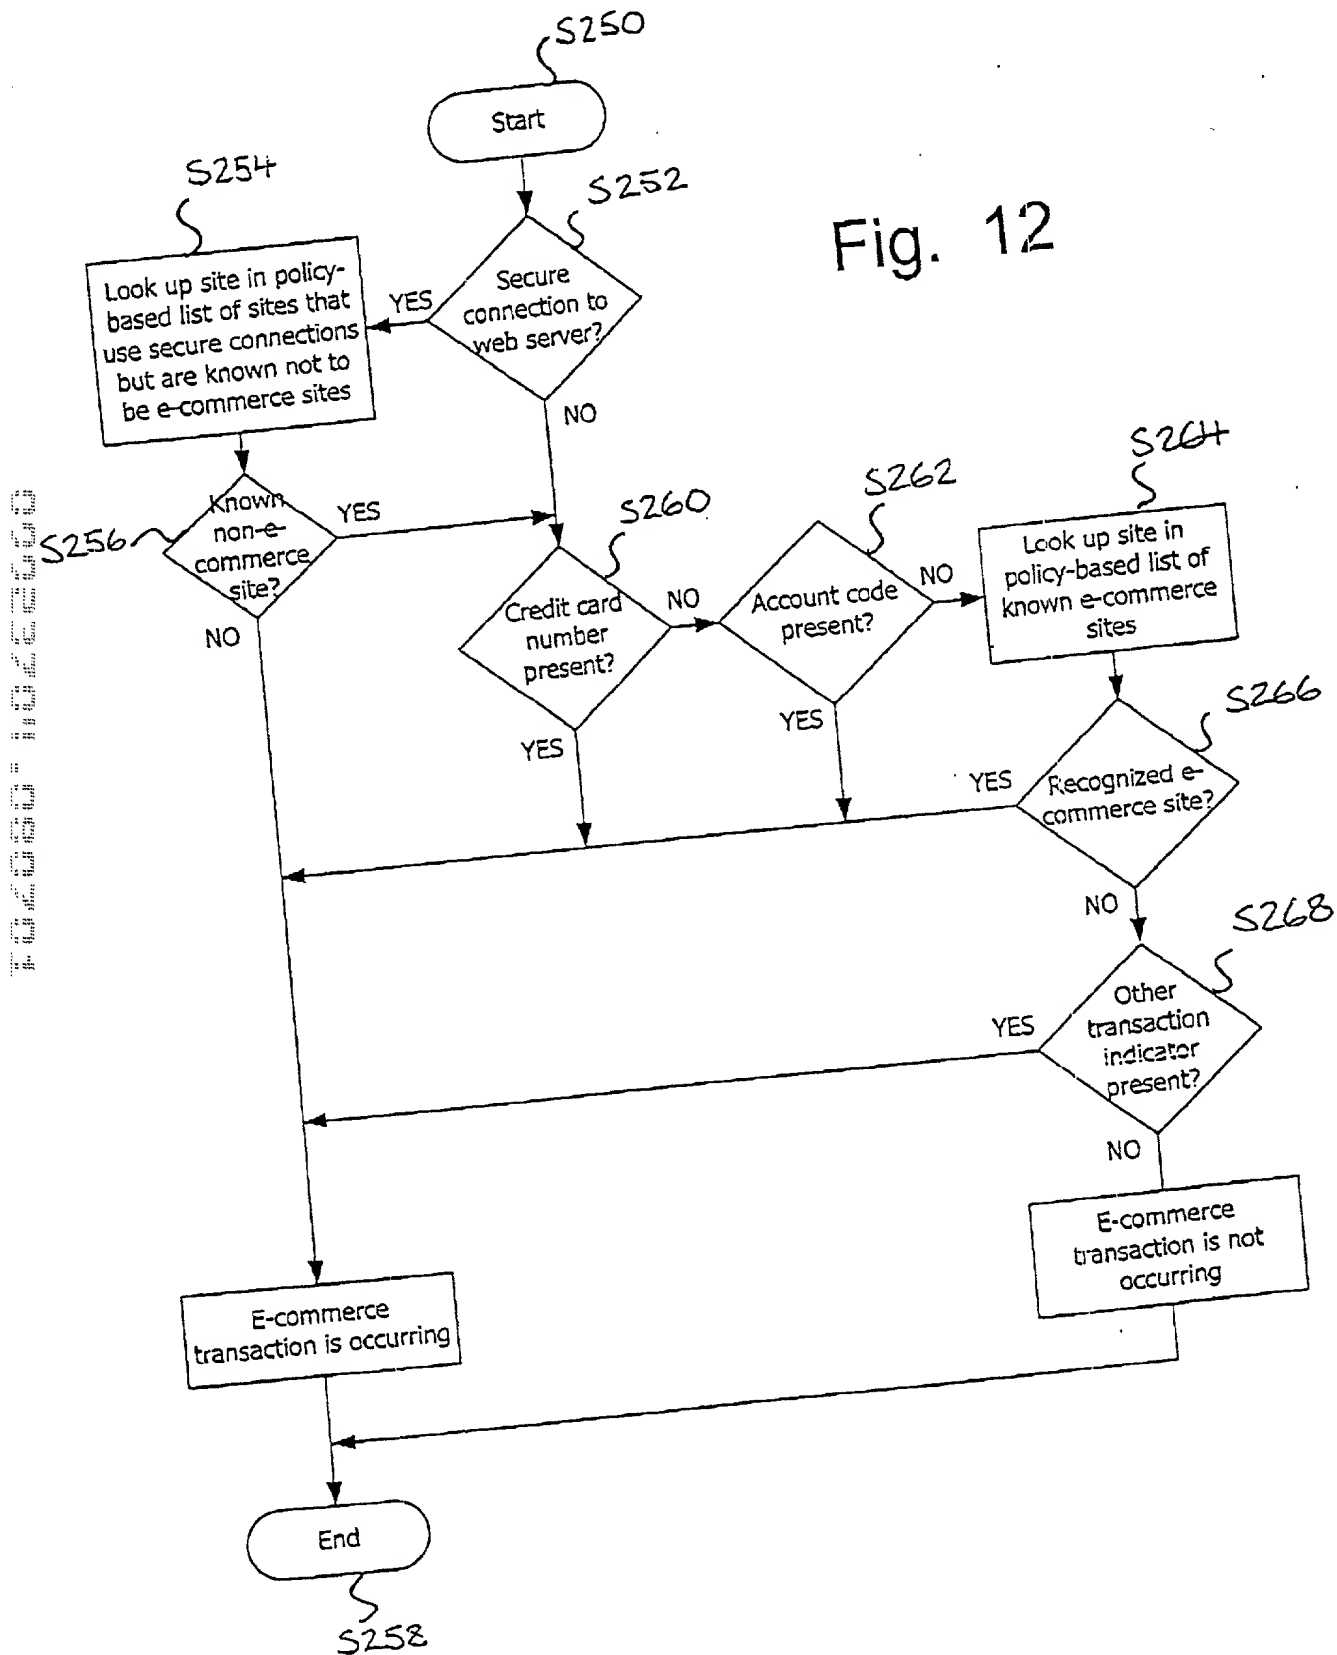 S250
Start
S254
S252
Fig. 12
Look up site in policy-
based list of sites that
use secure connections
but are known not to
be e-commerce sites
YES
Secure
connection to
web server?
NO
S264
S262
S260
S256
Known
non-e-
commerce
site?
YES
NO
Credit card
number
present?
NO
YES
Account code
present?
NO
YES
Look up site in
policy-based list of
known e-commerce
sites
S266
YES
Recognized e-
commerce site?
NO
S268
YES
Other
transaction
indicator
present?
NO
E-commerce
transaction is not
occurring
E-commerce
transaction is occurring
End
S258